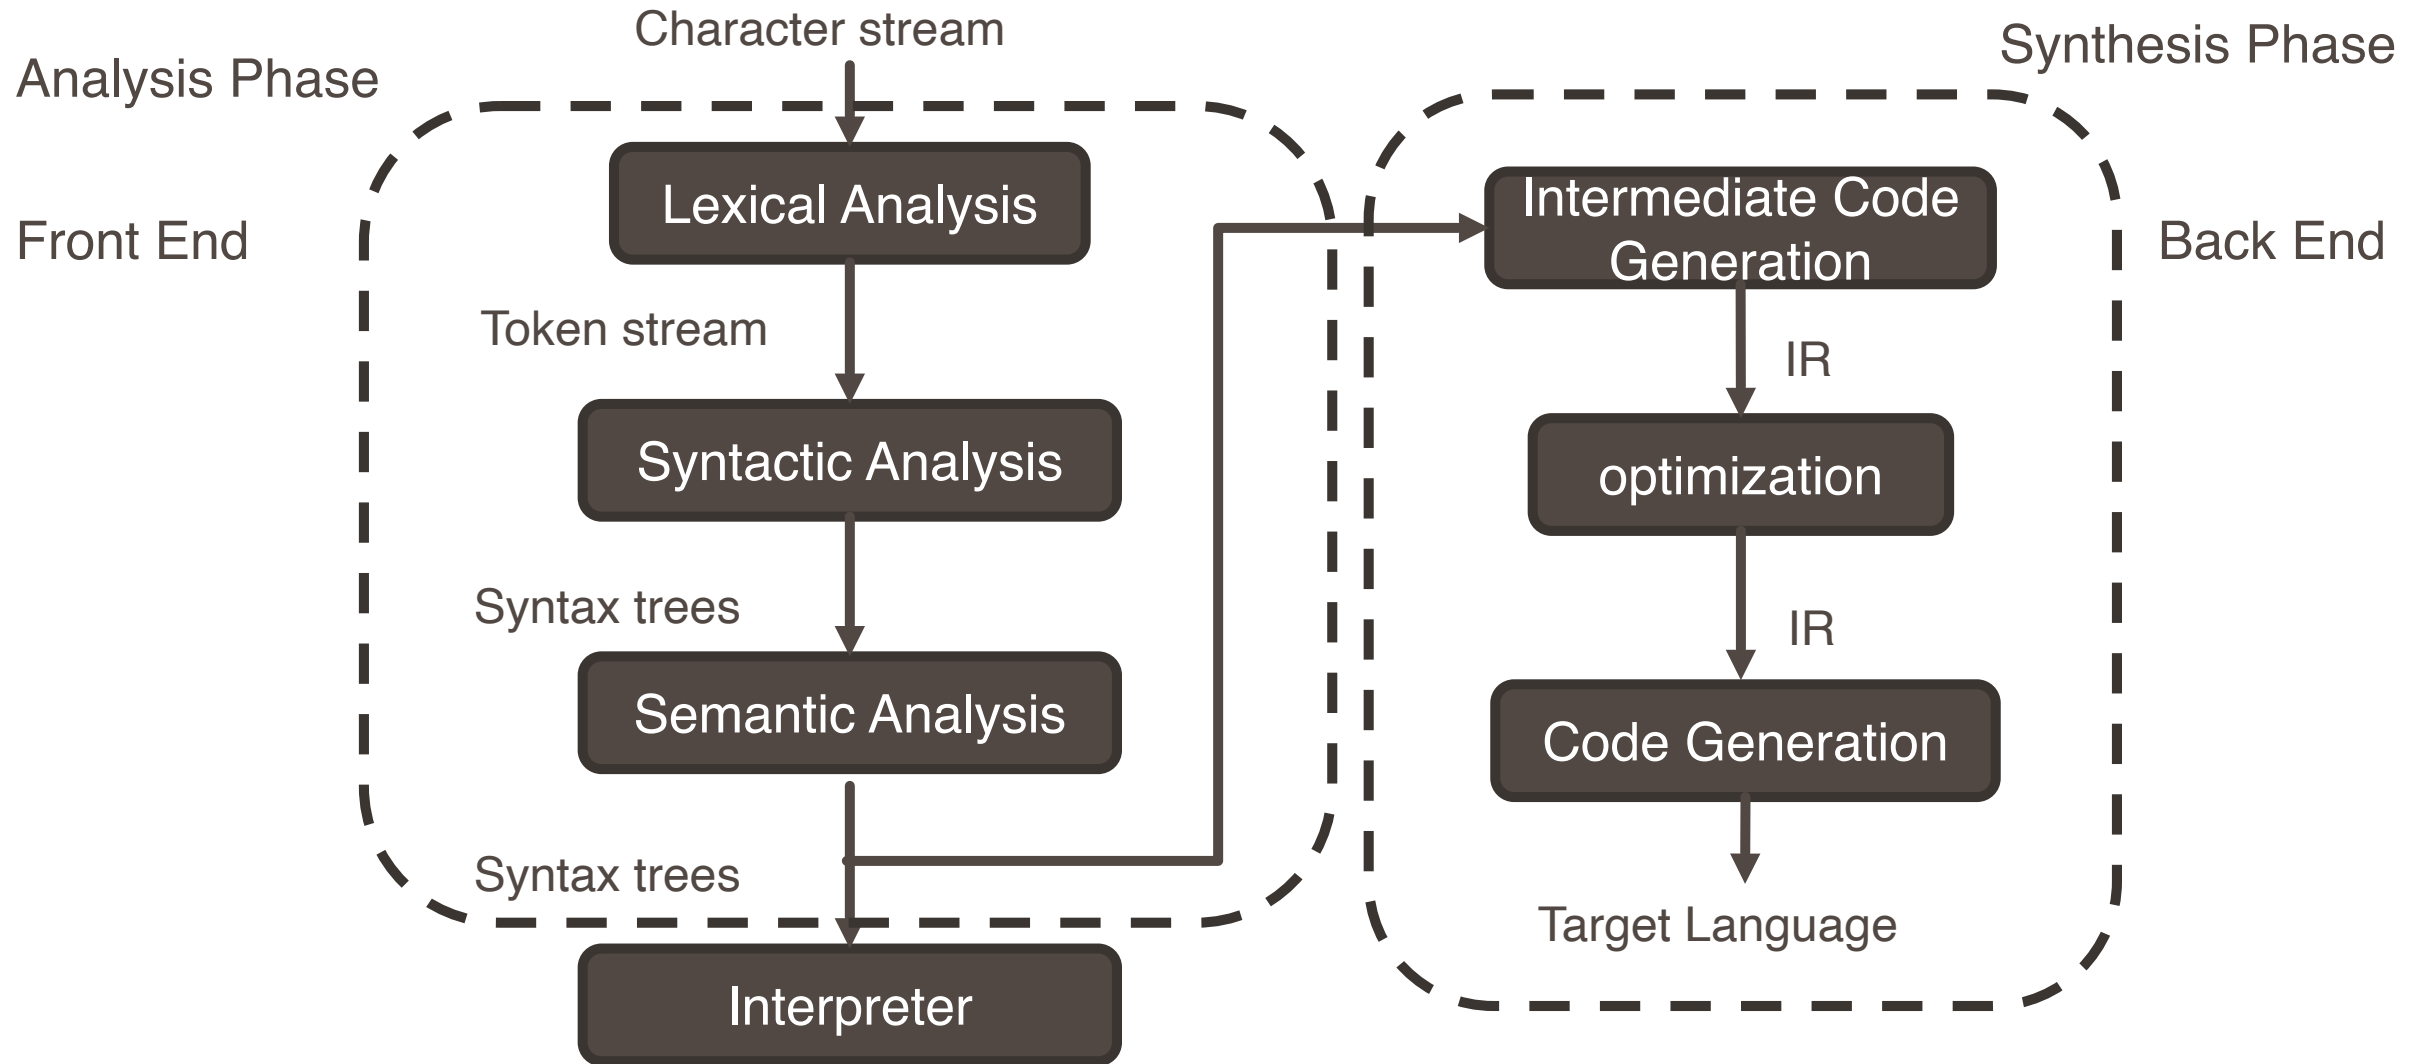 Character stream
Analysis Phase
Front End
Lexical Analysis
Token stream
Syntactic Analysis
Syntax trees
Semantic Analysis
Syntax trees
Interpreter
Synthesis Phase
Back End
Intermediate Code
Generation
IR
optimization
IR
Code Generation
Target Language